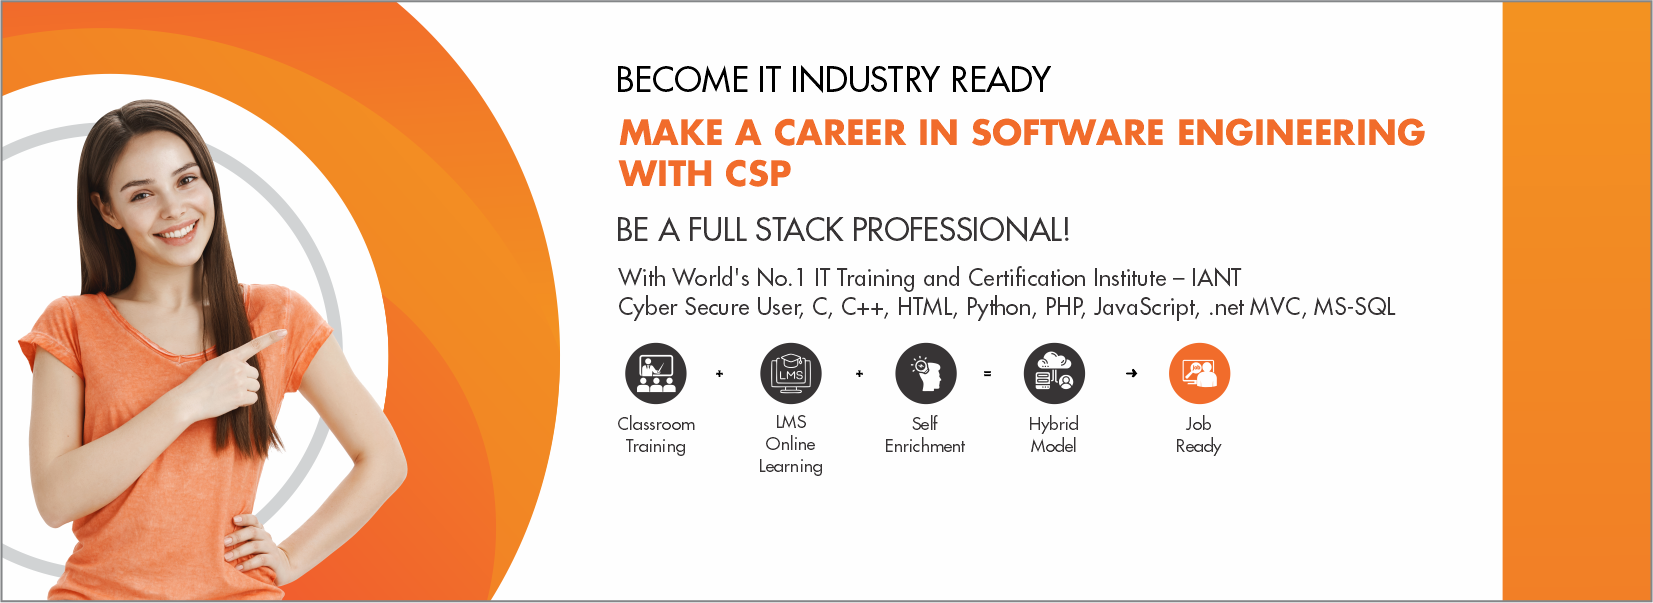 BECOME IT INDUSTRY READY
MAKE A CAREER IN SOFTWARE ENGINEERING
WITH CSP
BE A FULL STACK PROFESSIONAL!
With World's No.1 IT Training and Certification Institute – IANT
Cyber Secure User, C, C++, HTML, Python, PHP, JavaScript, .net MVC, MS-SQL
LMS
+
+
=
→
Classroom
Training
LMS
Online
Learning
Self
Enrichment
Hybrid
Model
Job
Ready